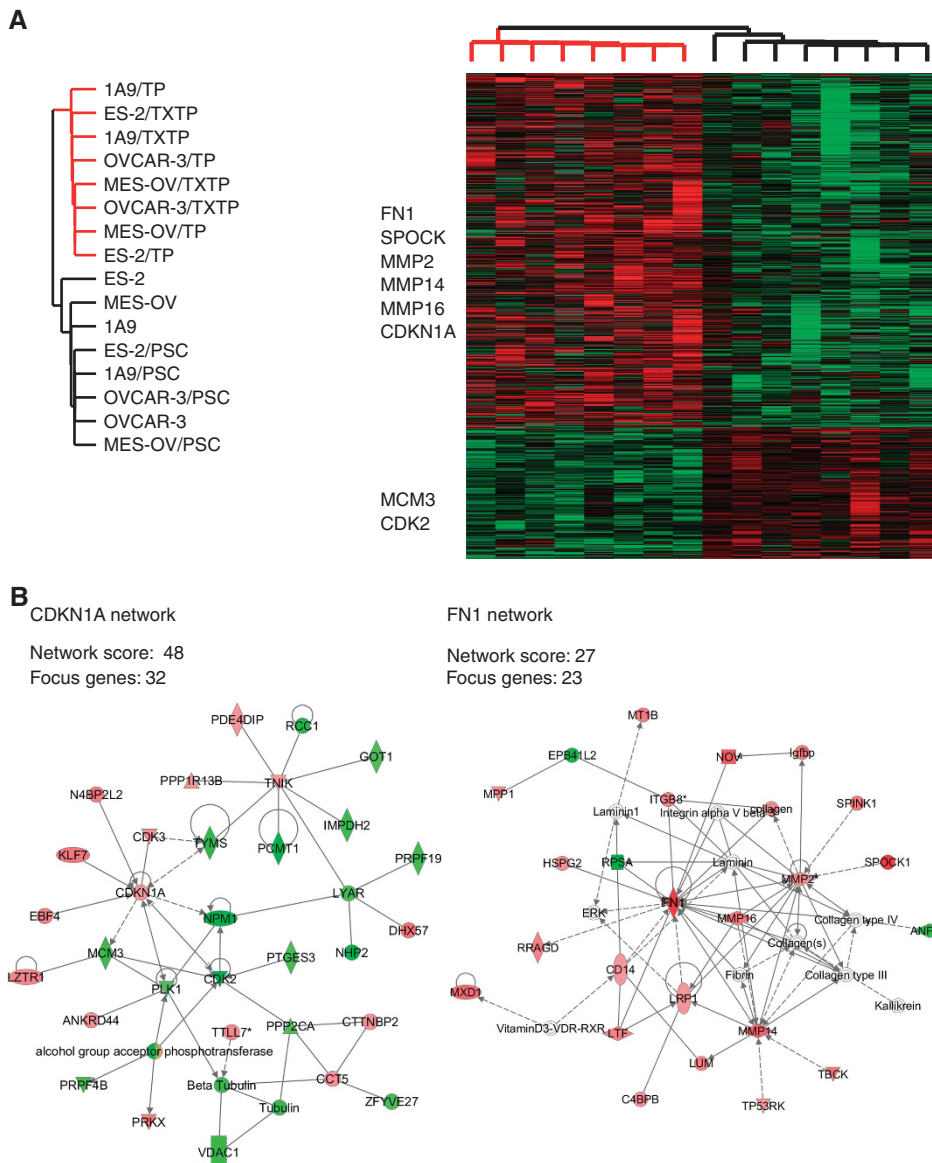 A
1A9/TP
ES-2/TXTP
1A9/TXTP
OVCAR-3/TP
MES-OV/TXTP
OVCAR-3/TXTP
MES-OV/TP
ES-2/TP
ES-2
MES-OV
1A9
ES-2/PSC
1A9/PSC
OVCAR-3/PSC
OVCAR-3
MES-OV/PSC
FN1
SPOCK
MMP2
MMP14
MMP16
CDKN1A
MCM3
CDK2
B
CDKN1A network
Network score: 48
Focus genes: 32
PDE4DIP
RCC1
GOT1
PPP1R13B
TNIK
N4BP2L2
CDK3
TYMS
PCMT1
IMPDH2
KLF7
PRPF19
CDKN1A
LYAR
EBF4
NPM1
DHX57
MCM3
NHP2
LZTR1
PTGES3
PLK1
CDK2
ANKRD44
TTLL7*
PPP2CA
CTTNBP2
alcohol group acceptor phosphotransferase
PRPF4B
Beta Tubulin
CCT5
PRKX
Tubulin
ZFYVE27
VDAC1
FN1 network
Network score: 27
Focus genes: 23
MT1B
EPB41L2
NOV
Igfbp
MPP1
ITGB8*
collagen
SPINK1
Laminin1
Integrin alpha V beta 3
HSPG2
RPSA
Laminin
SPOCK1
MMP2*
ERK
FN1
MMP16
Collagen type IV
ANF
RRAGD
Collagen(s)
CD14
Fibrin
Collagen type III
MXD1
LRP1
Kallikrein
VitaminD3-VDR-RXR
LTF
MMP14
LUM
TBCK
C4BPB
TP53RK